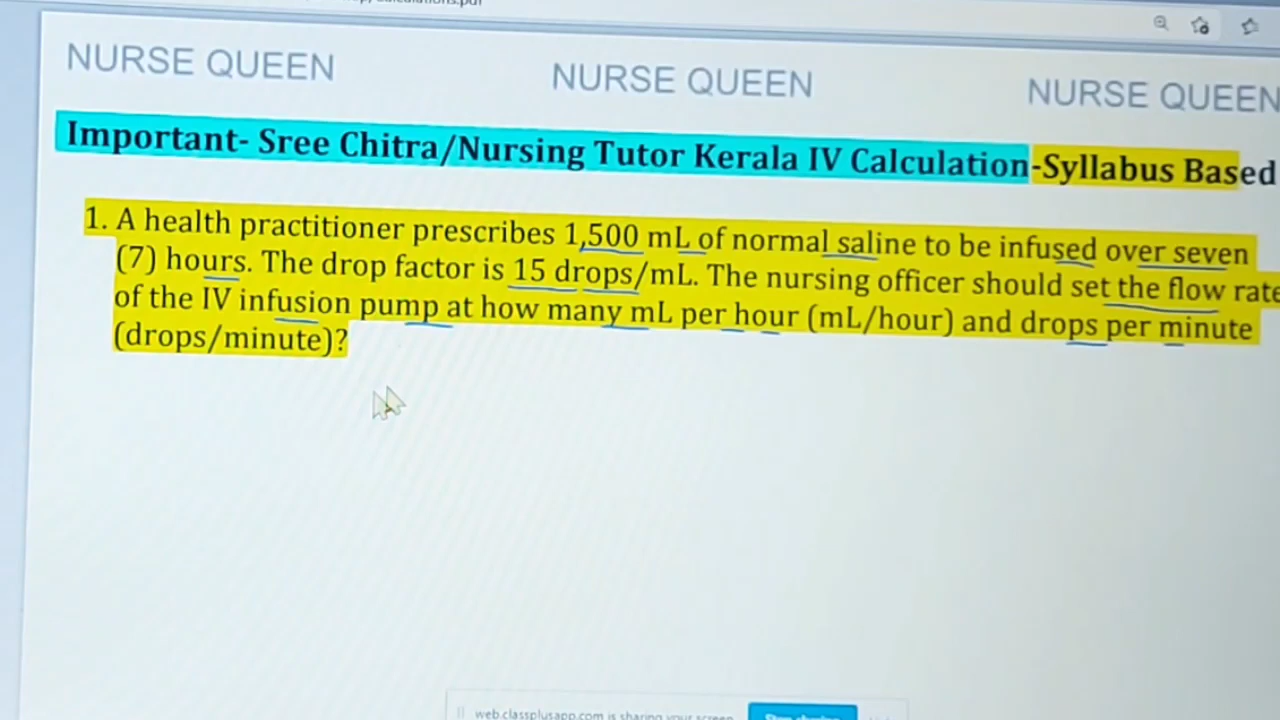 NURSE QUEEN NURSE QUEEN NURSE QUEEN
Important- Sree Chitra/Nursing Tutor Kerala IV Calculation-Syllabus Based
1. A health practitioner prescribes 1,500 mL of normal saline to be infused over seven
(7) hours. The drop factor is 15 drops/mL. The nursing officer should set the flow rate
of the IV infusion pump at how many mL per hour (mL/hour) and drops per minute
(drops/minute)?
web.classplusapp.com is sharing your screen.